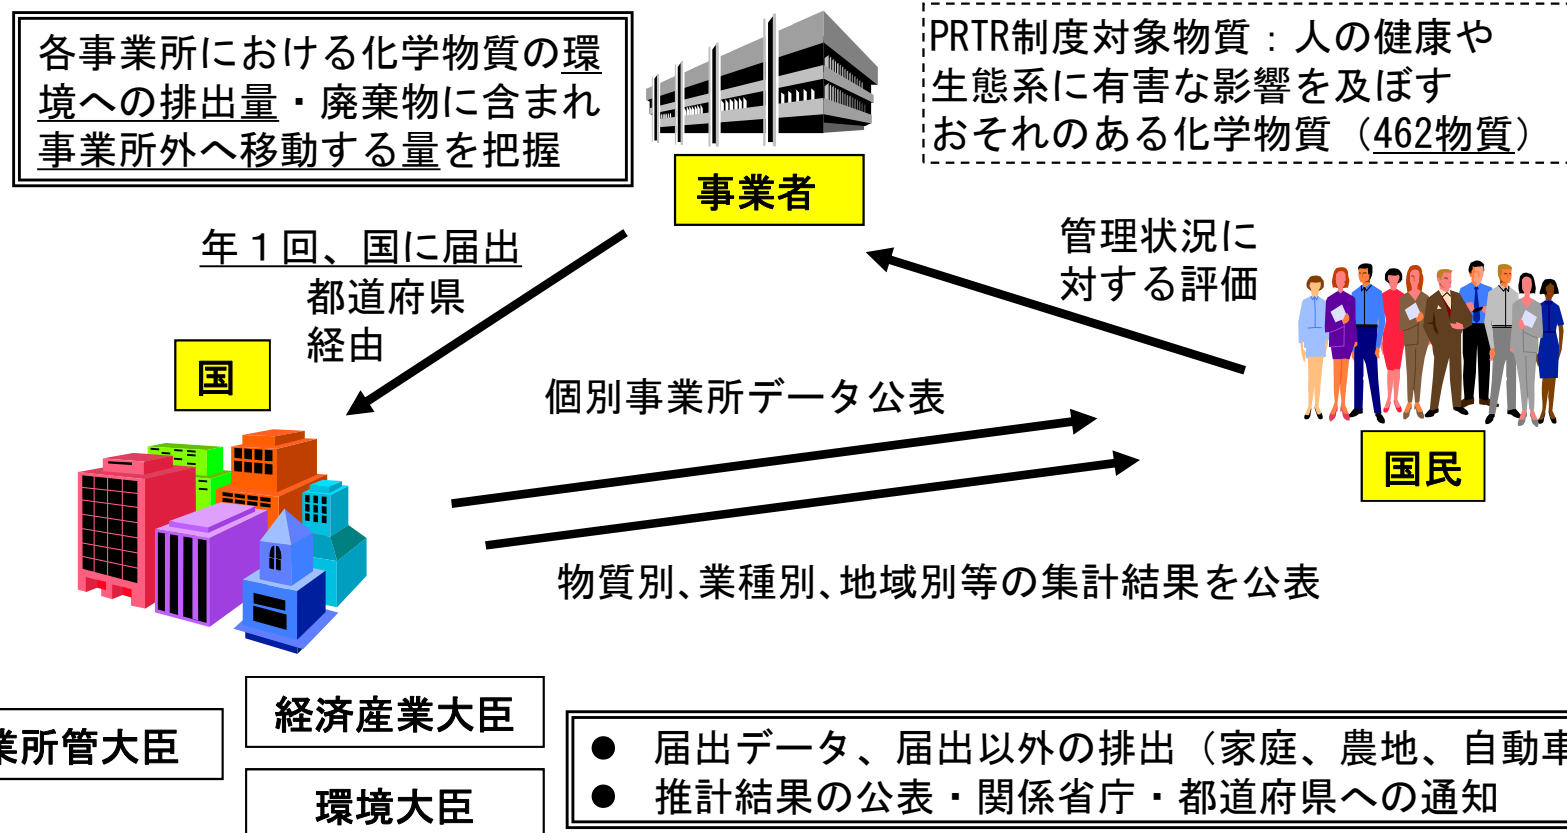 各事業所における化学物質の環
境への排出量・廃棄物に含まれ
事業所外へ移動する量を把握
PRTR制度対象物質：人の健康や
生態系に有害な影響を及ぼす
おそれのある化学物質（462物質）
事業者
年１回、国に届出
都道府県
経由
管理状況に
対する評価
国
個別事業所データ公表
国民
物質別、業種別、地域別等の集計結果を公表
業所管大臣
経済産業大臣
環境大臣
● 届出データ、届出以外の排出（家庭、農地、自動車
● 推計結果の公表・関係省庁・都道府県への通知